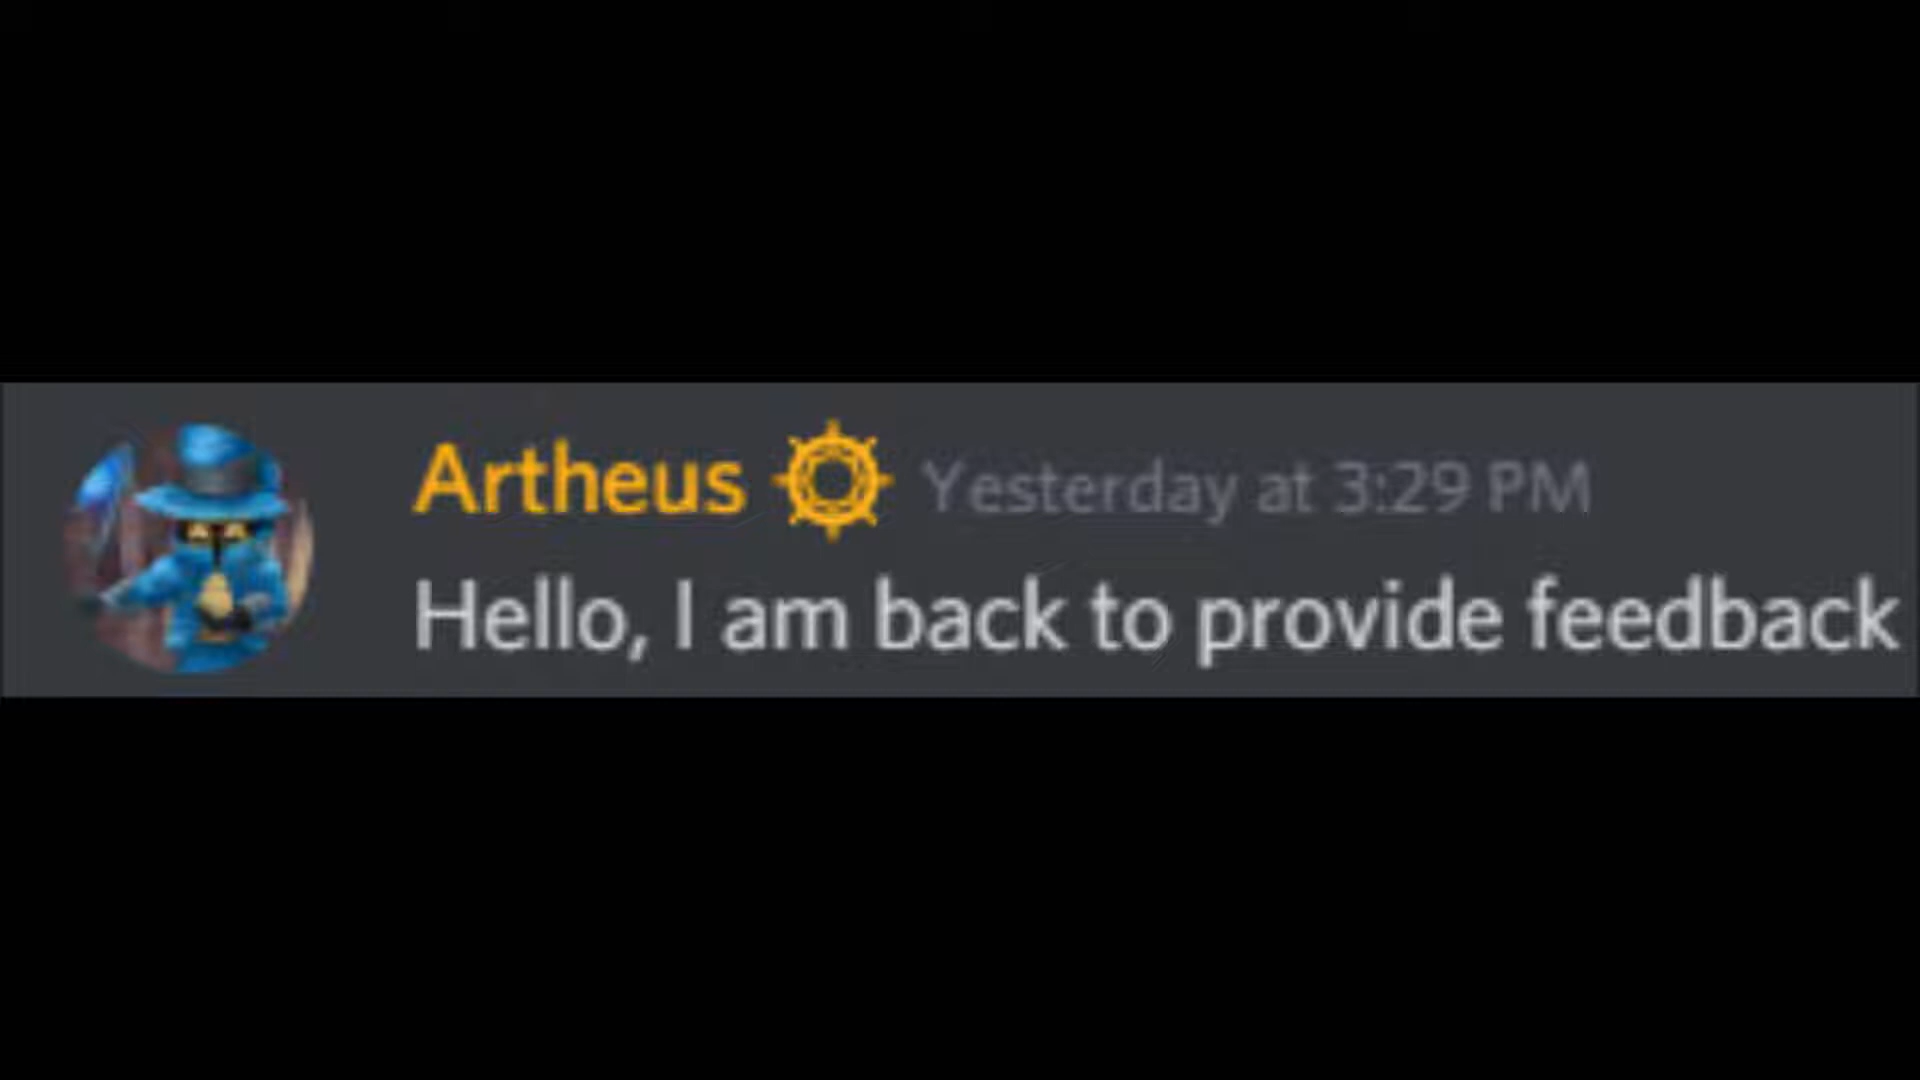 Artheus Yesterday at 3:29 PM
Hello, I am back to provide feedback